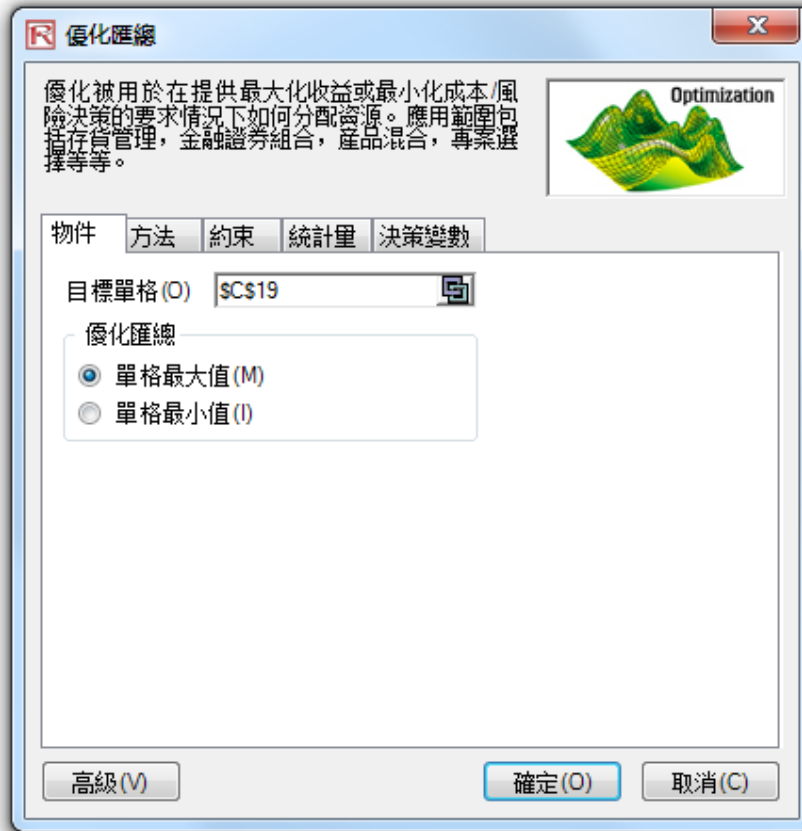 優化匯總
優化被用於在提供最大化收益或最小化成本/風
險決策的要求情況下如何分配資源。應用範圍包
括存貨管理，金融證券組合，產品混合，專案選
擇等等。
Optimization
物件 方法 約束 統計量 決策變數
目標單格(O) $C$19
優化匯總
單格最大值(M)
單格最小值(I)
高級(V) 確定(O) 取消(C)